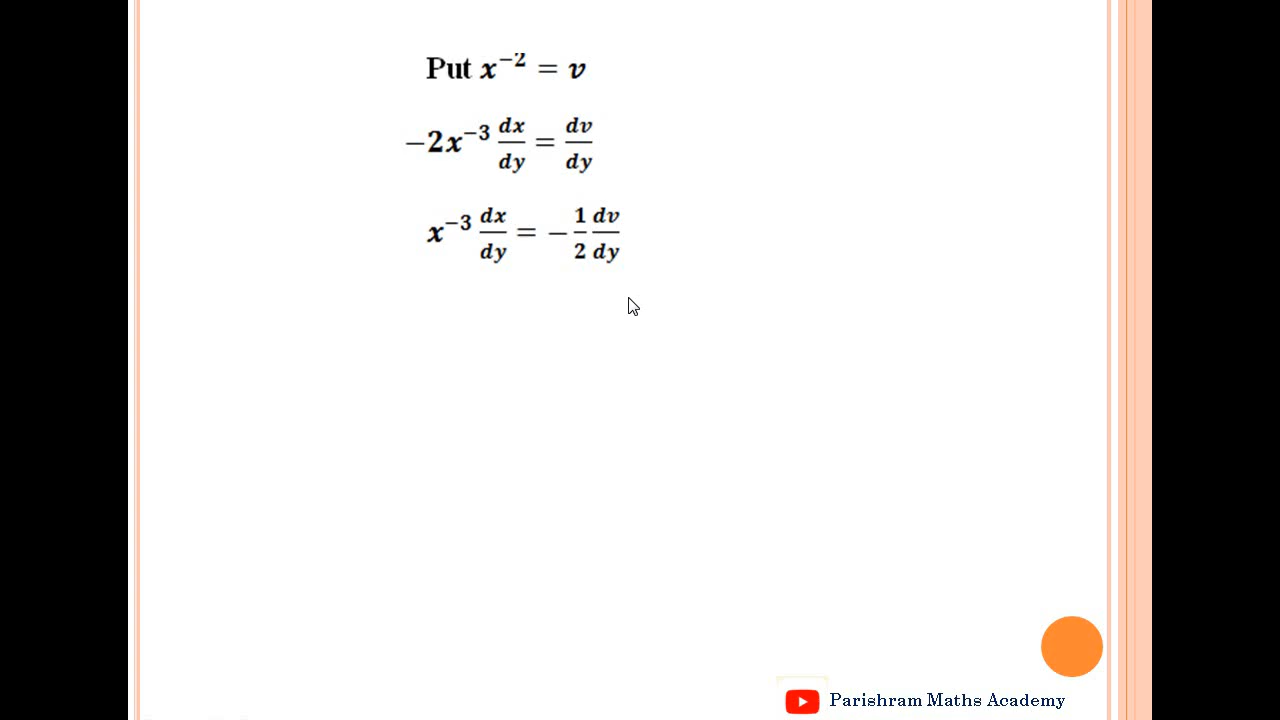 Put x⁻² = v
−2x⁻³ dx/dy = dv/dy
x⁻³ dx/dy = −1/2 dv/dy
Parishram Maths Academy